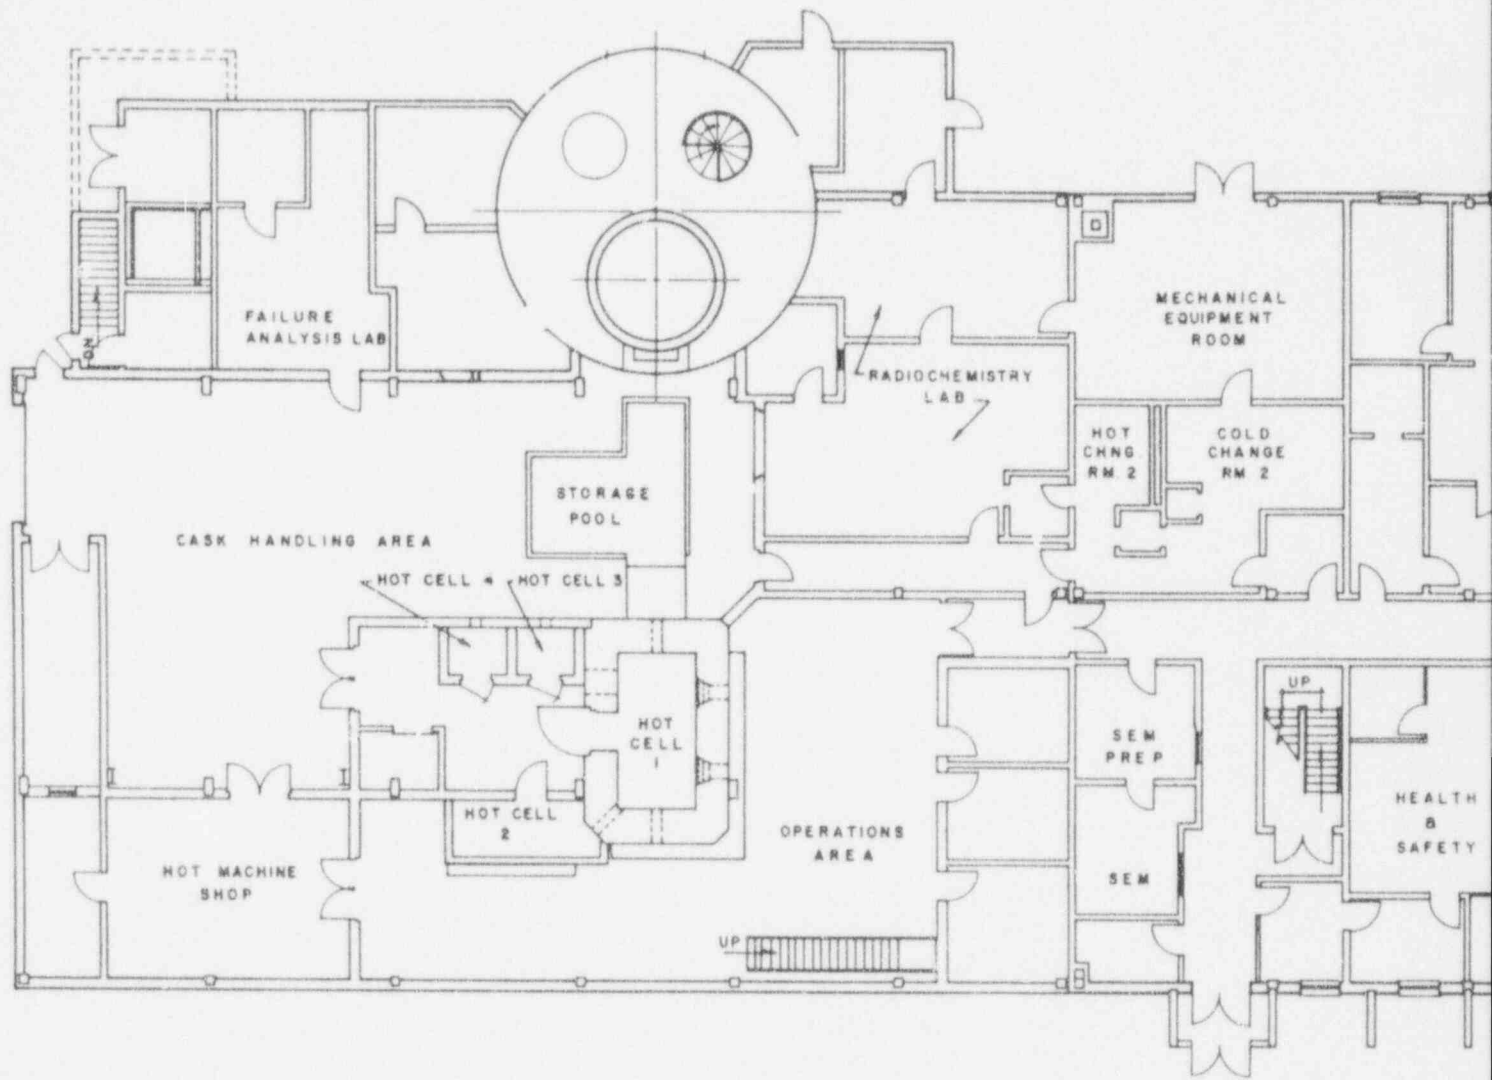 FAILURE
ANALYSIS LAB
DN
MECHANICAL
EQUIPMENT
ROOM
RADIOCHEMISTRY
LAB
HOT
CHNG.
RM 2
COLD
CHANGE
RM 2
STORAGE
POOL
CASK HANDLING AREA
HOT CELL 4
HOT CELL 3
HOT
CELL
1
HOT CELL
2
OPERATIONS
AREA
UP
SEM
PREP
SEM
UP
HEALTH
&
SAFETY
HOT MACHINE
SHOP